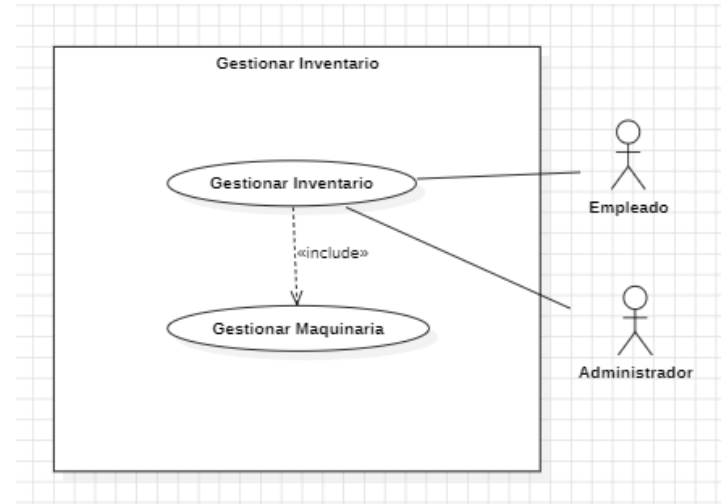 Gestionar Inventario
Gestionar Inventario
Empleado
«include»
Gestionar Maquinaria
Administrador